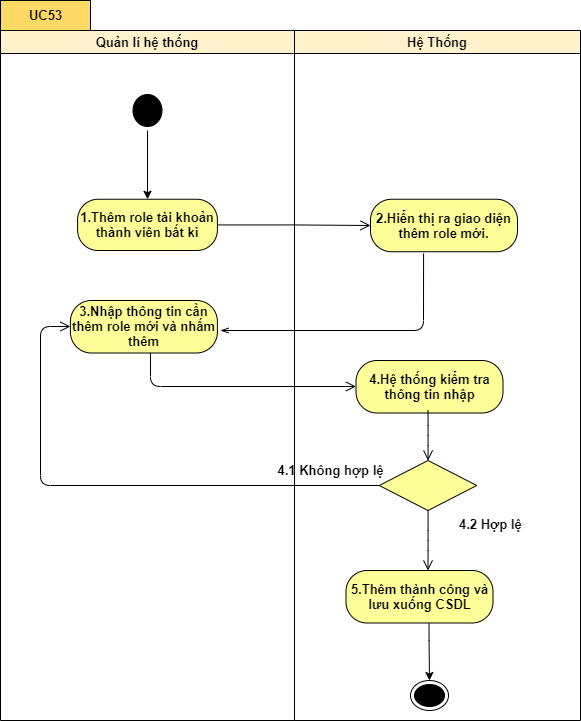 UC53
Quản lí hệ thống
Hệ Thống
1.Thêm role tài khoản
thành viên bất kì
2.Hiển thị ra giao diện
thêm role mới.
3.Nhập thông tin cần
thêm role mới và nhấm
thêm
4.Hệ thống kiểm tra
thông tin nhập
4.1 Không hợp lệ
4.2 Hợp lệ
5.Thêm thành công và
lưu xuống CSDL